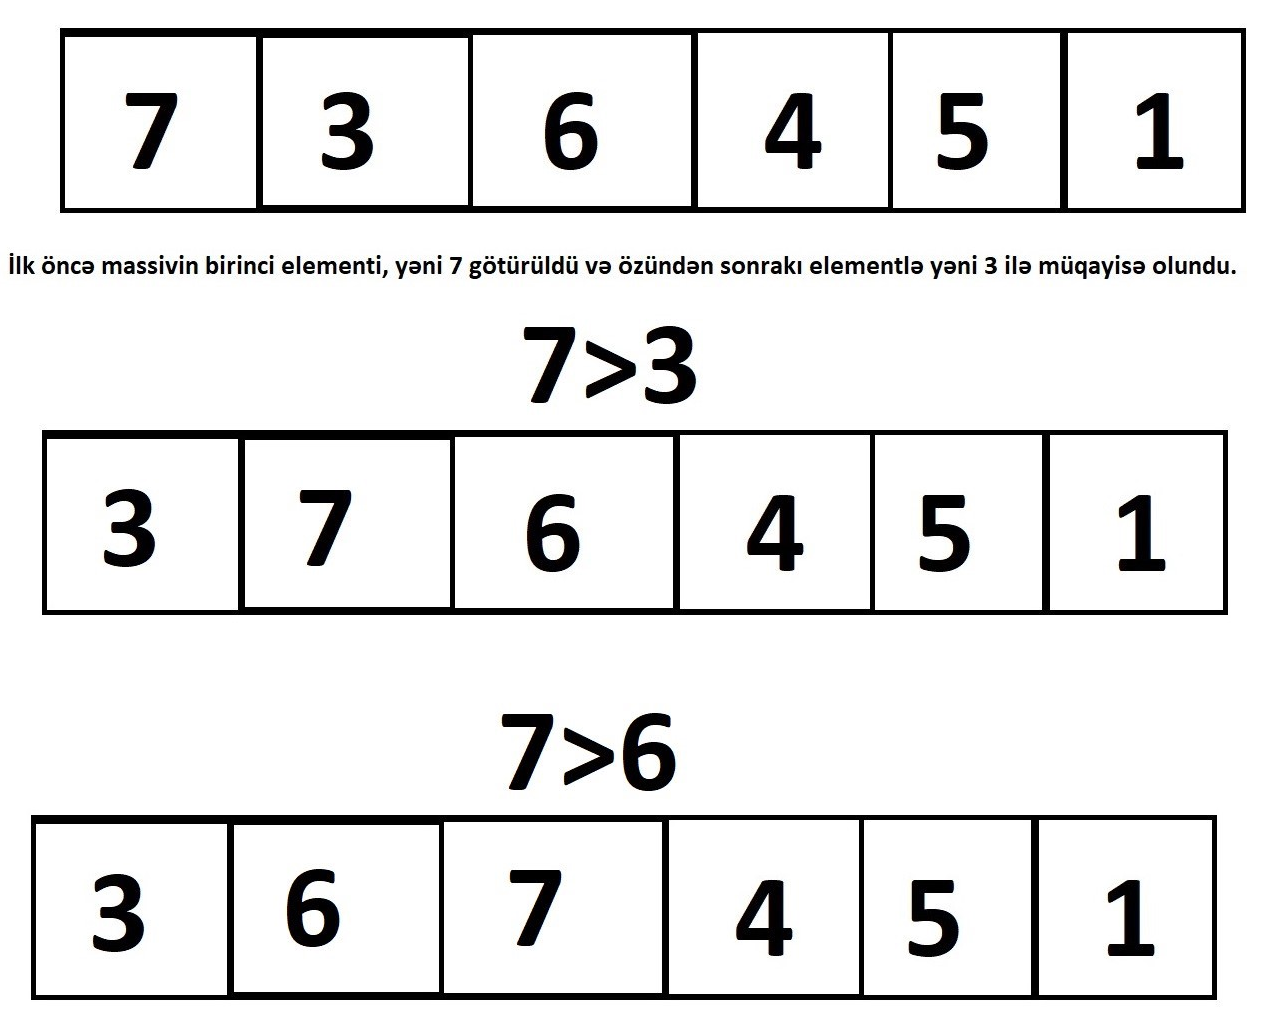 7 3 6 4 5 1
İlk öncə massivin birinci elementi, yəni 7 götürüldü və özündən sonrakı elementlə yəni 3 ilə müqayisə olundu.
7>3
3 7 6 4 5 1
7>6
3 6 7 4 5 1